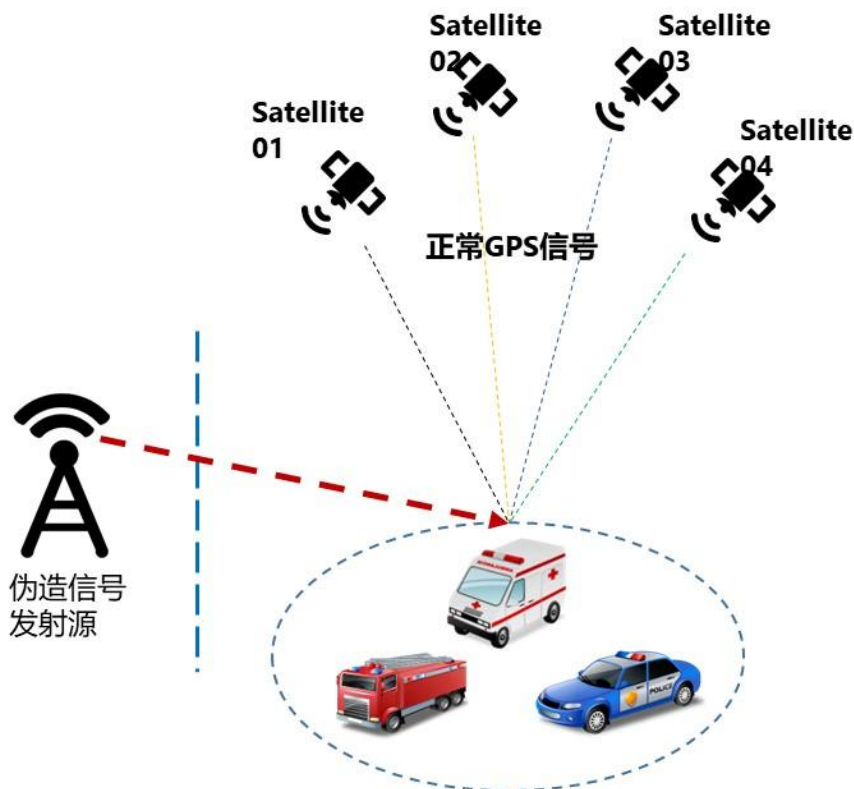 Satellite
02
Satellite
03
Satellite
01
Satellite
04
正常GPS信号
伪造信号
发射源
AMBULANCE
POLICE